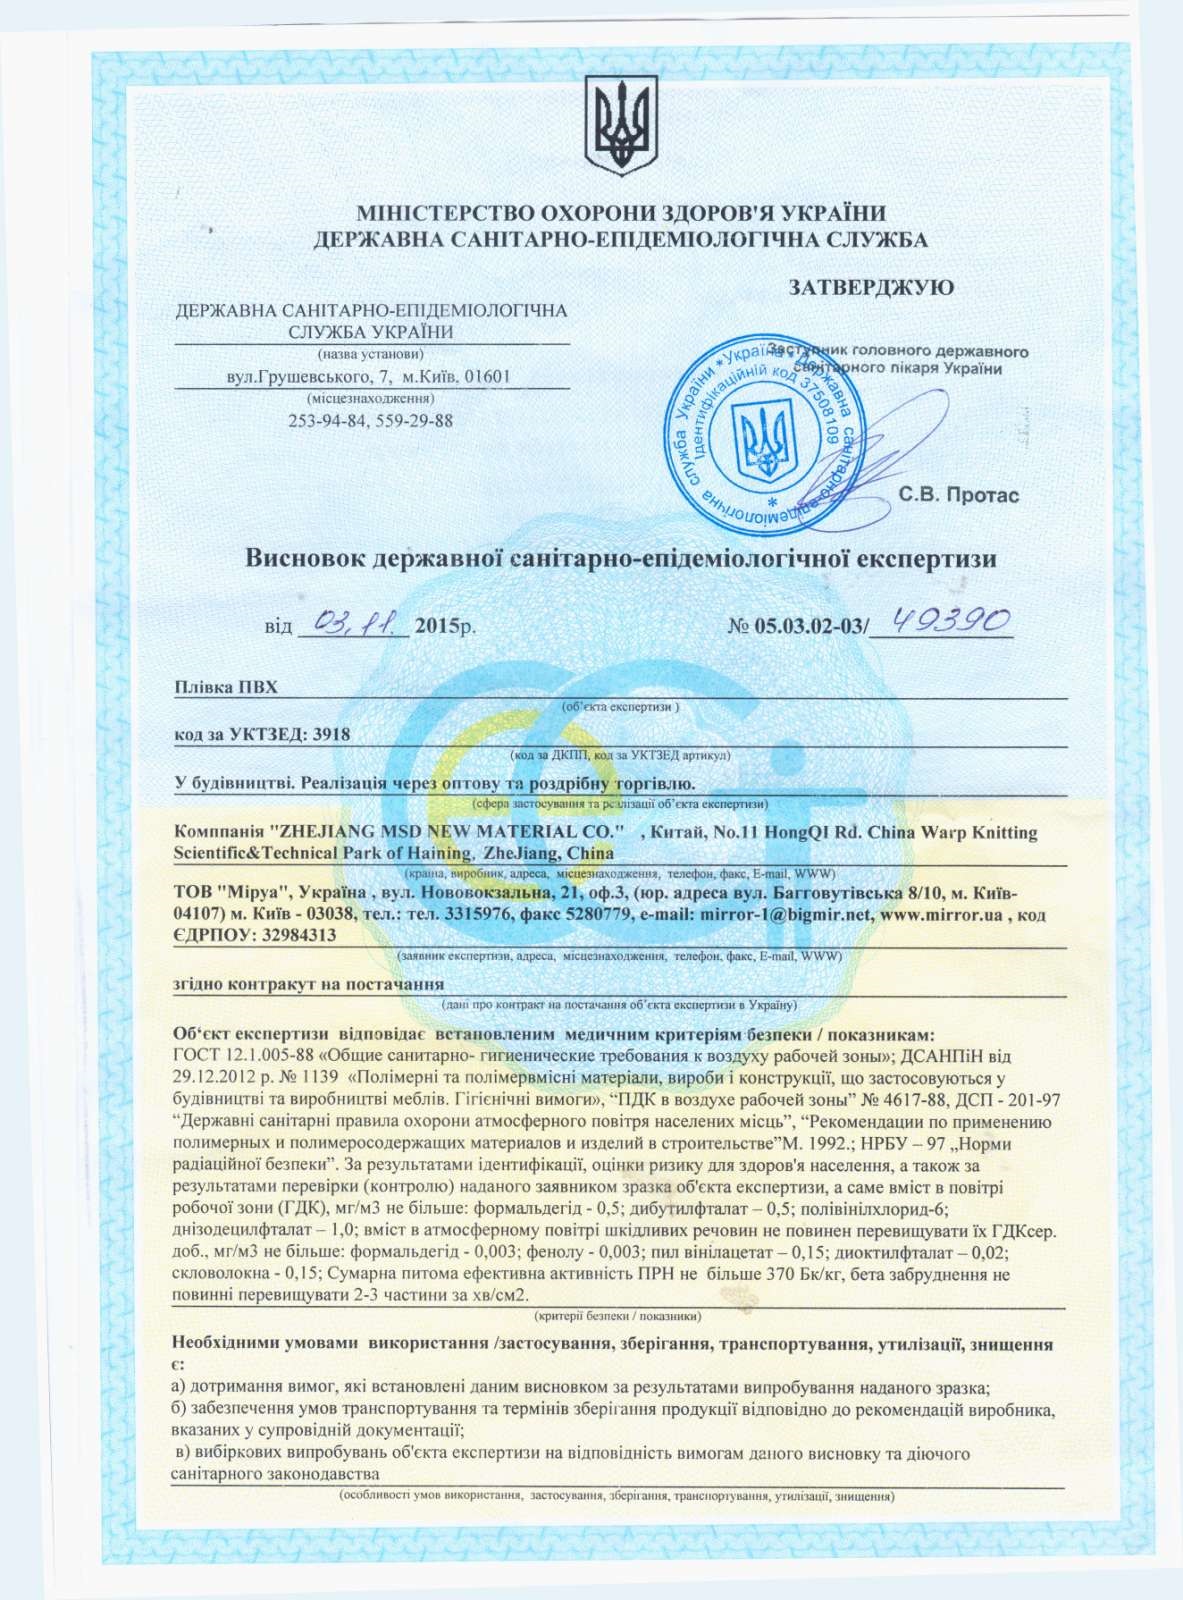 МІНІСТЕРСТВО ОХОРОНИ ЗДОРОВ'Я УКРАЇНИ
ДЕРЖАВНА САНІТАРНО-ЕПІДЕМІОЛОГІЧНА СЛУЖБА
ЗАТВЕРДЖУЮ
ДЕРЖАВНА САНІТАРНО-ЕПІДЕМІОЛОГІЧНА
СЛУЖБА УКРАЇНИ
(назва установи)
вул.Грушевського, 7, м.Київ, 01601
(місцезнаходження)
253-94-84, 559-29-88
Заступник головного державного
санітарного лікаря України
Україна * Державна санітарно-епідеміологічна служба України *
Ідентифікаційний код 37508109
С.В. Протас
Висновок державної санітарно-епідеміологічної експертизи
від 03.11. 2015р.
№ 05.03.02-03/ 49390
Плівка ПВХ
(об'єкта експертизи )
код за УКТЗЕД: 3918
(код за ДКПП, код за УКТЗЕД артикул)
У будівництві. Реалізація через оптову та роздрібну торгівлю.
(сфера застосування та реалізації об'єкта експертизи)
Комппанія "ZHEJIANG MSD NEW MATERIAL CO." , Китай, No.11 HongQI Rd. China Warp Knitting
Scientific&Technical Park of Haining, ZheJiang, China
(країна, виробник, адреса, місцезнаходження, телефон, факс, E-mail, WWW)
ТОВ "Міруа", Україна , вул. Нововокзальна, 21, оф.3, (юр. адреса вул. Багговутівська 8/10, м. Київ-
04107) м. Київ - 03038, тел.: тел. 3315976, факс 5280779, e-mail: mirror-1@bigmir.net, www.mirror.ua , код
ЄДРПОУ: 32984313
(заявник експертизи, адреса, місцезнаходження, телефон, факс, E-mail, WWW)
згідно контракут на постачання
(дані про контракт на постачання об'єкта експертизи в Україну)
Об‘єкт експертизи відповідає встановленим медичним критеріям безпеки / показникам:
ГОСТ 12.1.005-88 «Общие санитарно- гигиенические требования к воздуху рабочей зоны»; ДСАНПіН від
29.12.2012 р. № 1139 «Полімерні та полімервмісні матеріали, вироби і конструкції, що застосовуються у
будівництві та виробництві меблів. Гігієнічні вимоги», “ПДК в воздухе рабочей зоны” № 4617-88, ДСП - 201-97
“Державні санітарні правила охорони атмосферного повітря населених місць”, “Рекомендации по применению
полимерных и полимеросодержащих материалов и изделий в строительстве”М. 1992.; НРБУ – 97 „Норми
радіаційної безпеки”. За результатами ідентифікації, оцінки ризику для здоров'я населення, а також за
результатами перевірки (контролю) наданого заявником зразка об'єкта експертизи, а саме вміст в повітрі
робочої зони (ГДК), мг/м3 не більше: формальдегід - 0,5; дибутилфталат – 0,5; полівінілхлорид-6;
днізодецилфталат – 1,0; вміст в атмосферному повітрі шкідливих речовин не повинен перевищувати їх ГДКсер.
доб., мг/м3 не більше: формальдегід - 0,003; фенолу - 0,003; пил вінілацетат – 0,15; диоктилфталат – 0,02;
скловолокна - 0,15; Сумарна питома ефективна активність ПРН не більше 370 Бк/кг, бета забруднення не
повинні перевищувати 2-3 частини за хв/см2.
(критерії безпеки / показники)
Необхідними умовами використання /застосування, зберігання, транспортування, утилізації, знищення
є:
а) дотримання вимог, які встановлені даним висновком за результатами випробування наданого зразка;
б) забезпечення умов транспортування та термінів зберігання продукції відповідно до рекомендацій виробника,
вказаних у супровідній документації;
в) вибіркових випробувань об'єкта експертизи на відповідність вимогам даного висновку та діючого
санітарного законодавства
(особливості умов використання, застосування, зберігання, транспортування, утилізації, знищення)